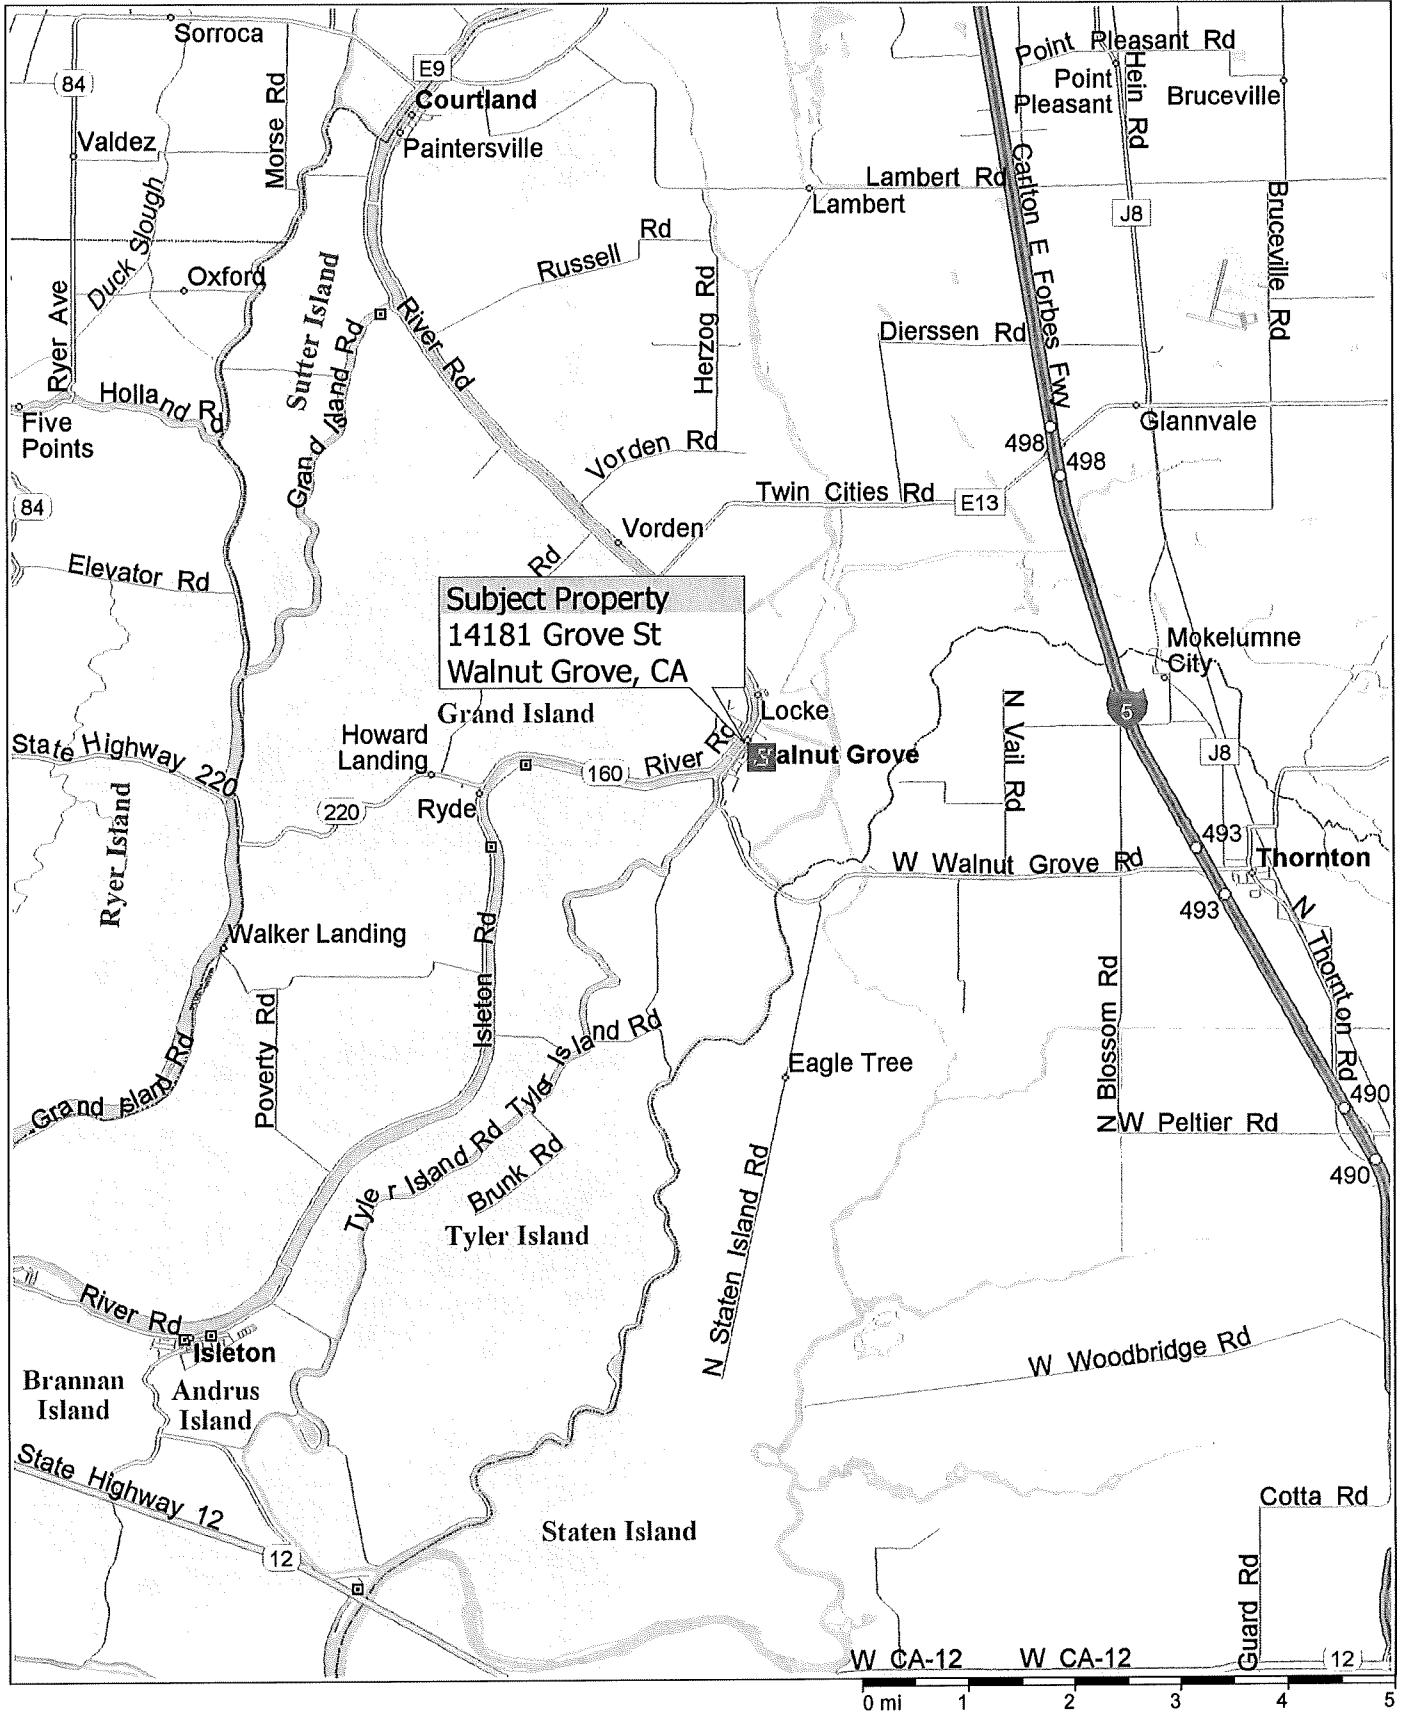 Sorroca
Point Pleasant Rd
E9
84
Morse Rd
Hein Rd
Point
Pleasant
Bruceville
Courtland
Valdez
Paintersville
Carlton E Forbes Fwy
Lambert Rd
Lambert
J8
Bruceville Rd
Duck Slough
Rd
Russell
Oxford
Ryer Ave
Sutter Island
Herzog Rd
River Rd
Grand Island Rd
Dierssen Rd
Holland Rd
Five
Points
Glannvale
498
498
Vorden Rd
Twin Cities Rd
E13
84
Vorden
Elevator Rd
Rd
Subject Property
14181 Grove St
Walnut Grove, CA
Mokelumne
City
N Vail Rd
Locke
Grand Island
5
Howard
Landing
State Highway 220
River Rd
160
S
alnut Grove
J8
Ryde
220
Ryer Island
493
W Walnut Grove Rd
Thornton
493
N Thornton Rd
Walker Landing
Isleton Rd
N Blossom Rd
Poverty Rd
Tyler Island Rd
Grand Island Rd
Eagle Tree
490
W Peltier Rd
Tyler Island Rd
Brunk Rd
490
N Staten Island Rd
Tyler Island
River Rd
Isleton
W Woodbridge Rd
Brannan
Island
Andrus
Island
State Highway 12
Cotta Rd
Staten Island
12
Guard Rd
W CA-12
W CA-12
12
0 mi 1 2 3 4 5